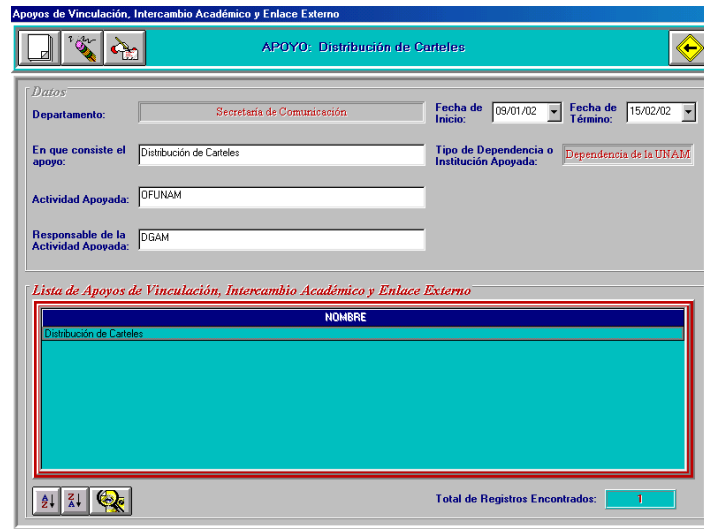 Apoyos de Vinculación, Intercambio Académico y Enlace Externo
APOYO: Distribución de Carteles
Datos
Departamento: Secretaría de Comunicación Fecha de Inicio: 09/01/02 Fecha de Término: 15/02/02
En que consiste el apoyo: Distribución de Carteles Tipo de Dependencia o Institución Apoyada: Dependencia de la UNAM
Actividad Apoyada: OFUNAM
Responsable de la Actividad Apoyada: DGAM
Lista de Apoyos de Vinculación, Intercambio Académico y Enlace Externo
NOMBRE
Distribución de Carteles
A Z Z A Total de Registros Encontrados: 1